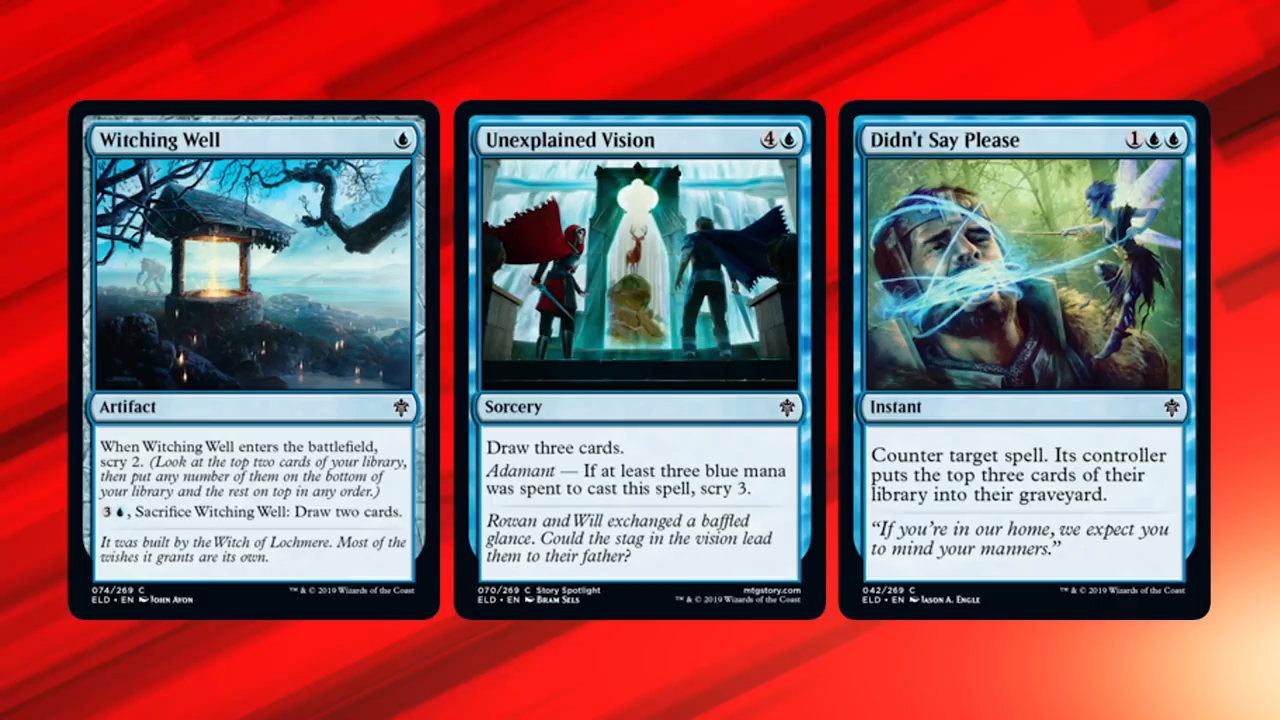 Witching Well
Artifact
When Witching Well enters the battlefield,
scry 2. (Look at the top two cards of your library,
then put any number of them on the bottom of
your library and the rest on top in any order.)
3, Sacrifice Witching Well: Draw two cards.
It was built by the Witch of Lochmere. Most of the
wishes it grants are its own.
074/269 C
ELD • EN John Avon
™ & © 2019 Wizards of the Coast
Unexplained Vision 4
Sorcery
Draw three cards.
Adamant — If at least three blue mana
was spent to cast this spell, scry 3.
Rowan and Will exchanged a baffled
glance. Could the stag in the vision lead
them to their father?
070/269 C Story Spotlight
ELD • EN Bram Sels
mtgstory.com
™ & © 2019 Wizards of the Coast
Didn't Say Please 1
Instant
Counter target spell. Its controller
puts the top three cards of their
library into their graveyard.
“If you're in our home, we expect you
to mind your manners.”
042/269 C
ELD • EN Jason A. Engle
™ & © 2019 Wizards of the Coast